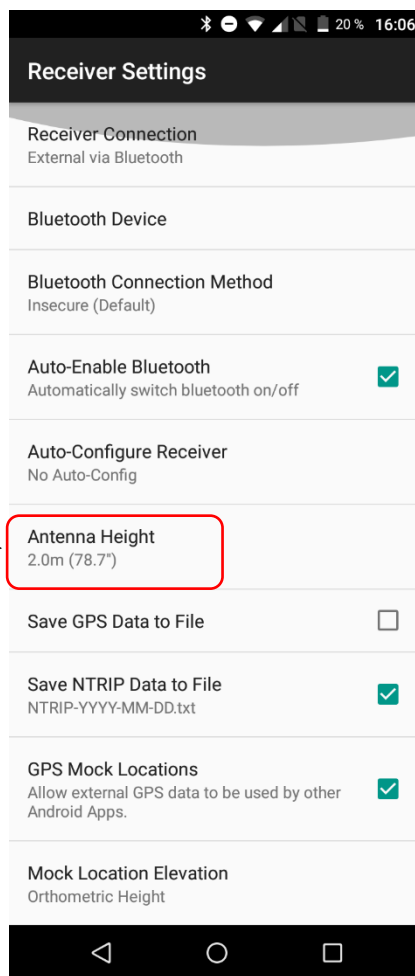 20 % 16:06
Receiver Settings
Receiver Connection
External via Bluetooth
Bluetooth Device
Bluetooth Connection Method
Insecure (Default)
Auto-Enable Bluetooth
Automatically switch bluetooth on/off
Auto-Configure Receiver
No Auto-Config
Antenna Height
2.0m (78.7")
Save GPS Data to File
Save NTRIP Data to File
NTRIP-YYYY-MM-DD.txt
GPS Mock Locations
Allow external GPS data to be used by other
Android Apps.
Mock Location Elevation
Orthometric Height